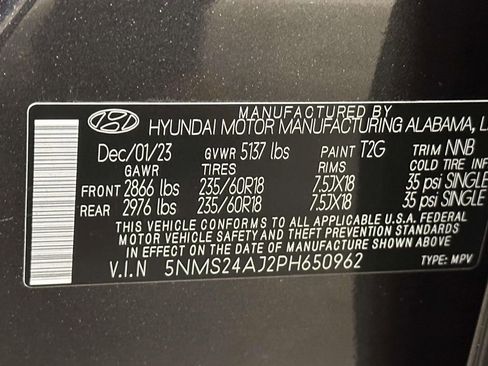 MANUFACTURED BY
HYUNDAI MOTOR MANUFACTURING ALABAMA, L
Dec/01/23 GVWR 5137 lbs PAINT T2G TRIM NNB
GAWR TIRES RIMS COLD TIRE INF
FRONT 2866 lbs 235/60R18 7.5JX18 35 psi SINGLE
REAR 2976 lbs 235/60R18 7.5JX18 35 psi SINGLE
THIS VEHICLE CONFORMS TO ALL APPLICABLE U.S.A. FEDERAL
MOTOR VEHICLE SAFETY AND THEFT PREVENTION STANDARDS
IN EFFECT ON THE DATE OF MANUFACTURE SHOWN ABOVE.
V.I.N 5NMS24AJ2PH650962 TYPE: MPV